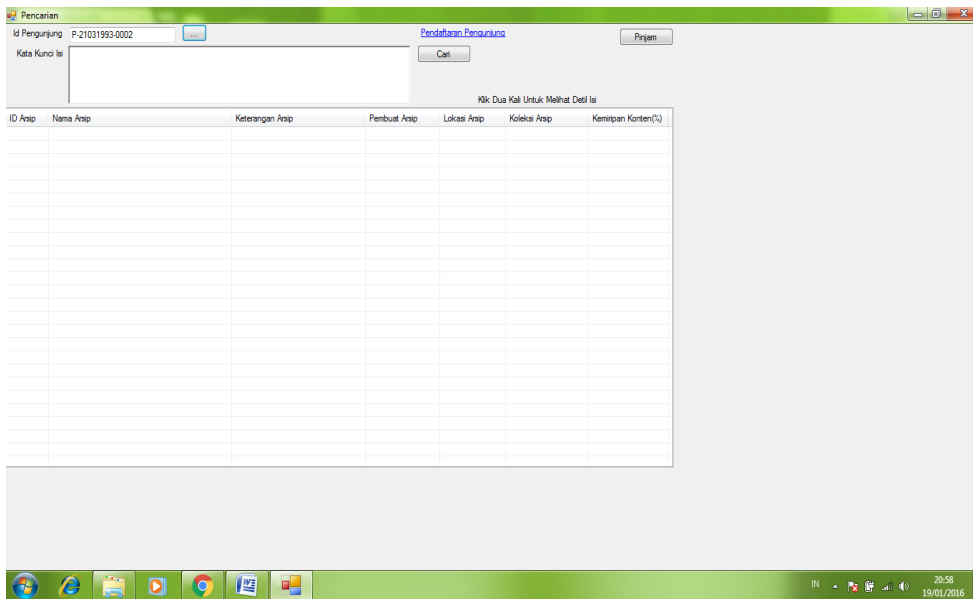 Pencarian
Id Pengunjung P-21031993-0002 ... Pendaftaran Pengunjung Pinjam
Kata Kunci Isi Cari
Klik Dua Kali Untuk Melihat Detil Isi
ID Arsip Nama Arsip Keterangan Arsip Pembuat Arsip Lokasi Arsip Koleksi Arsip Kemiripan Konten(%)
IN 20:58
19/01/2016